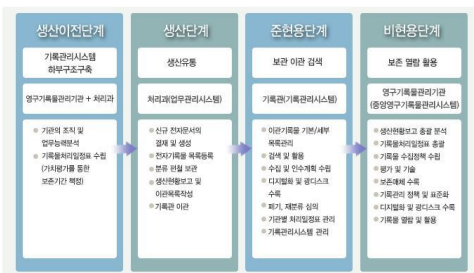 생산이전단계
기록관리시스템
하부구조구축
영구기록물관리기관 + 처리과
기관의 조직 및
업무능력분석
기록물처리일정표 수립
(가치평가를 통한
보존기간 책정)
생산단계
생산유통
처리과(업무관리시스템)
신규 전자문서의
결재 및 생성
전자기록물 목록등록
분류 편철 보관
생산현황보고 및
이관목록작성
기록관 이관
준현용단계
보관 이관 검색
기록관(기록관리시스템)
이관기록물 기본/세부
목록관리
검색 및 활용
수집 및 인수계획 수립
디지털화 및 광디스크
수록
폐기, 재분류 심의
기관별 처리일정표 관리
기록관리시스템 관리
비현용단계
보존 열람 활용
영구기록물관리기관
(중앙영구기록물관리시스템)
생산현황보고 총괄 분석
기록물처리일정표 총괄
기록물 수집정책 수립
평가 및 기술
보존매체 수록
기록관리 정책 및 표준화
디지털화 및 광디스크 수록
기록물 열람 및 활용